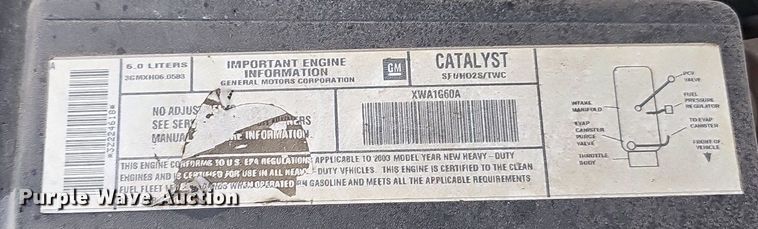 6.0 LITERS
3GMXH06.0583
IMPORTANT ENGINE
INFORMATION
GENERAL MOTORS CORPORATION
GM
CATALYST
SFI/HO2S/TWC
XWA1G60A
*32224618*
NO ADJUS
SEE SER
MANUA
INFORMATION.
THIS ENGINE CONFORMS TO U.S. EPA REGULATIONS APPLICABLE TO 2003 MODEL YEAR NEW HEAVY-DUTY
ENGINES AND IS CERTIFIED FOR USE IN ALL HEAVY-DUTY VEHICLES. THIS ENGINE IS CERTIFIED TO THE CLEAN
FUEL FLEET WHEN OPERATED ON GASOLINE AND MEETS ALL THE APPLICABLE REQUIREMENTS
PCV
VALVE
FUEL
PRESSURE
REGULATOR
INTAKE
MANIFOLD
EVAP
CANISTER
PURGE
VALVE
TO EVAP
CANISTER
THROTTLE
BODY
FRONT OF
VEHICLE
Purple Wave Auction